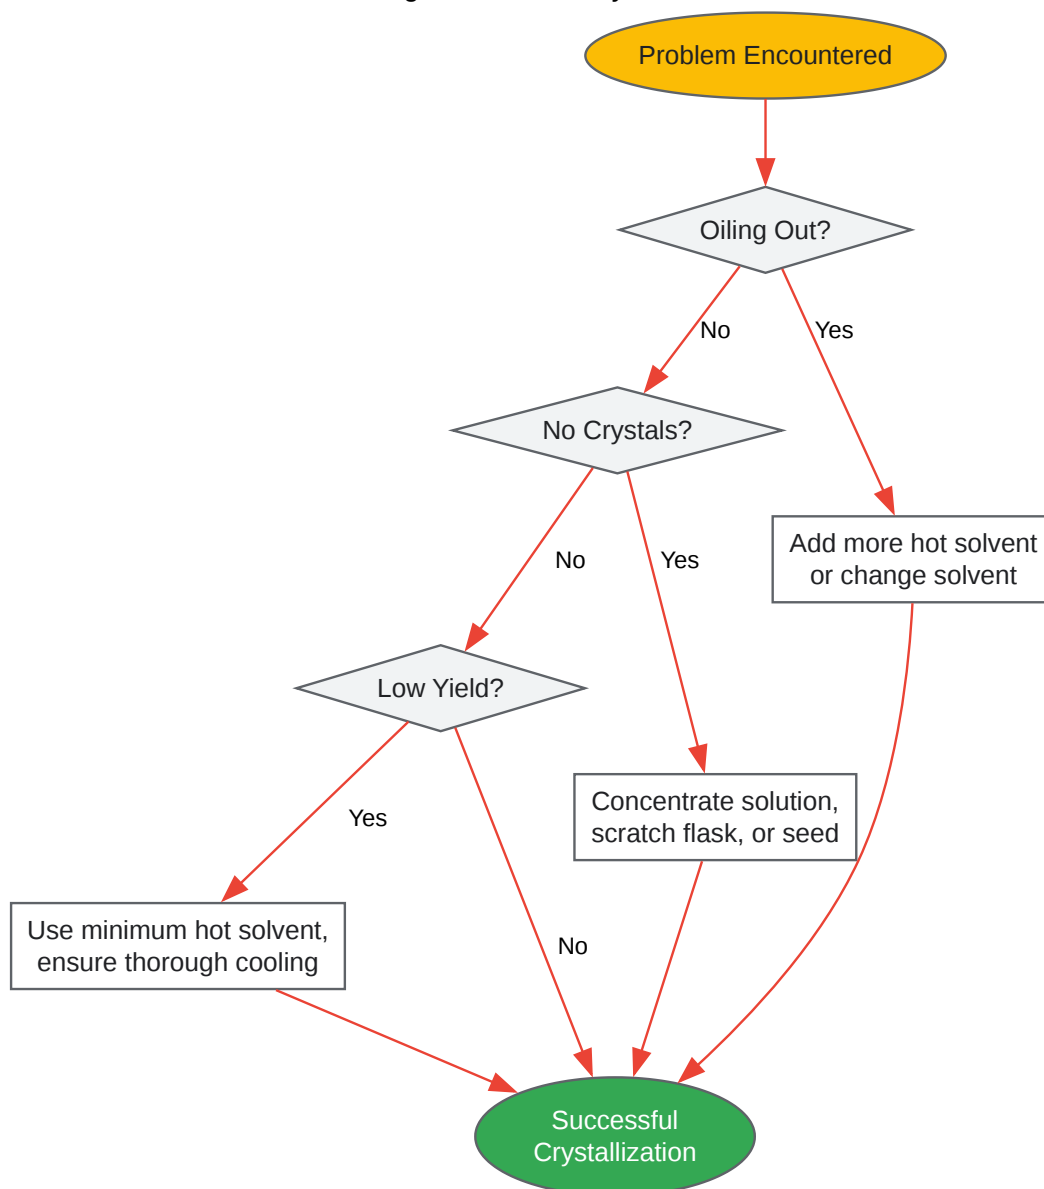 Problem Encountered
Oiling Out?
No
Yes
No Crystals?
No
Yes
Add more hot solvent
or change solvent
Low Yield?
Yes
Concentrate solution,
scratch flask, or seed
Use minimum hot solvent,
ensure thorough cooling
No
Successful
Crystallization